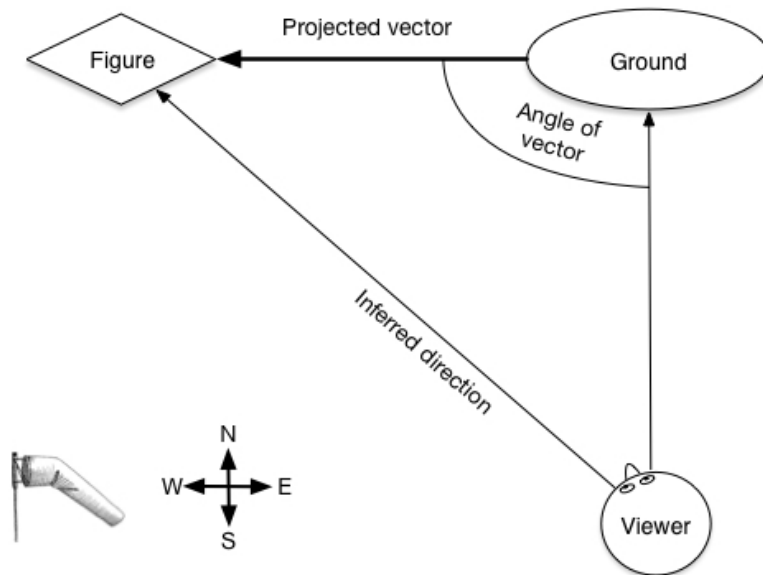 Projected vector
Figure
Ground
Angle of
vector
Inferred direction
N
W E
S
Viewer